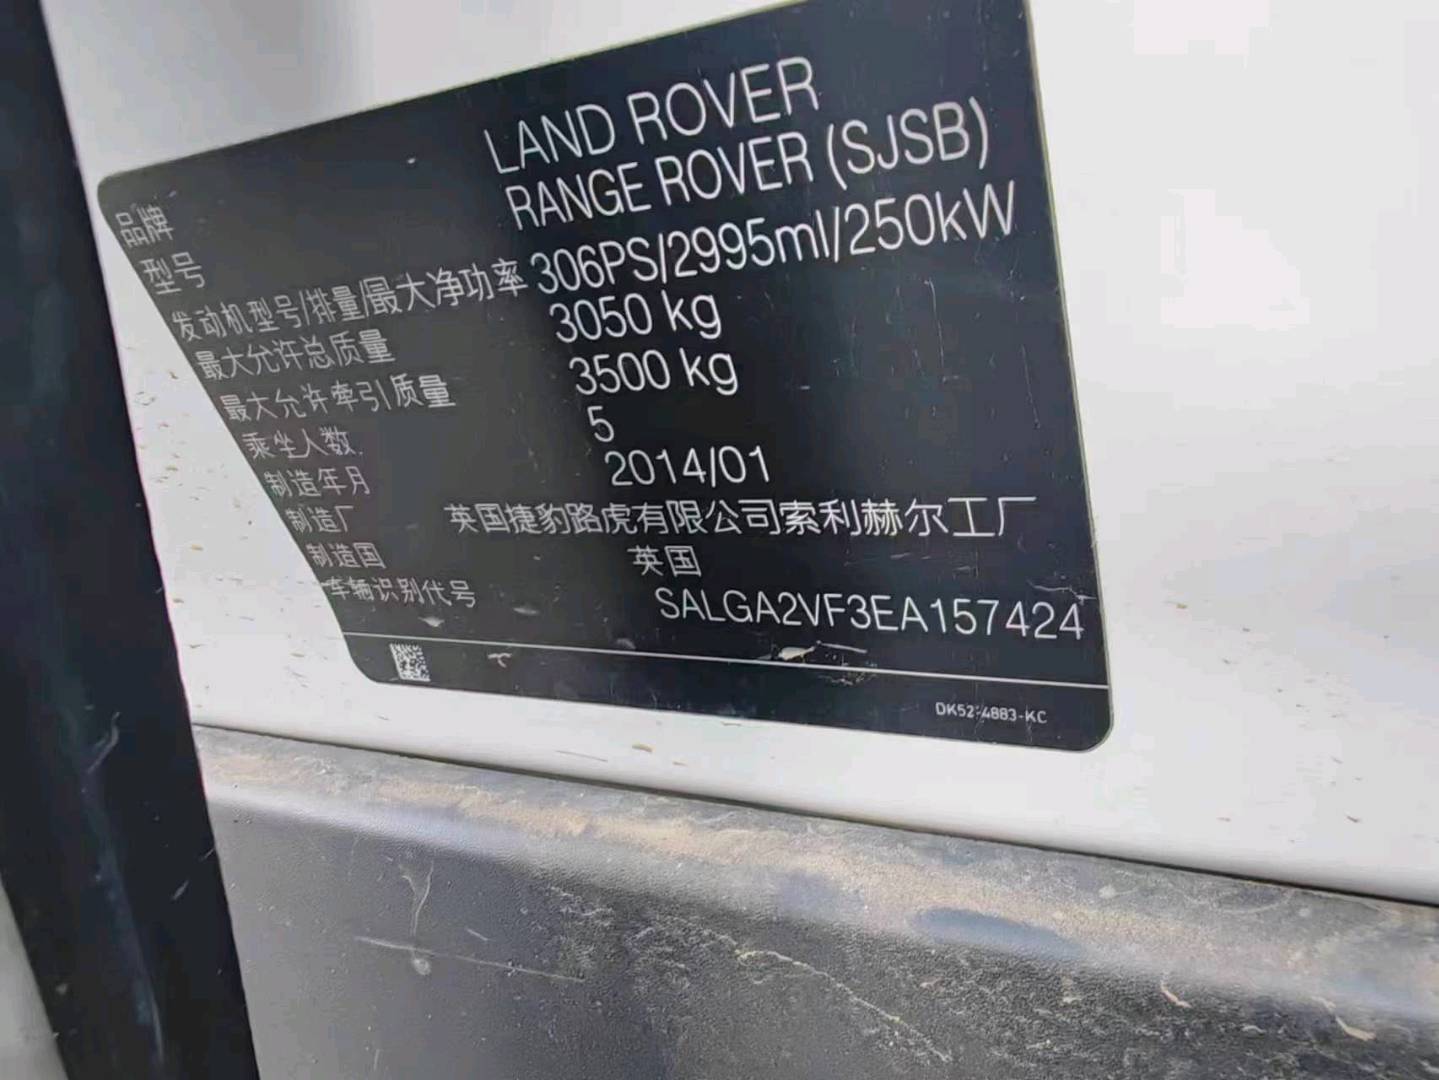 品牌 LAND ROVER
型号 RANGE ROVER (SJSB)
发动机型号/排量/最大净功率 306PS/2995ml/250kW
最大允许总质量 3050 kg
最大允许牵引质量 3500 kg
乘坐人数 5
制造年月 2014/01
制造厂 英国捷豹路虎有限公司索利赫尔工厂
制造国 英国
车辆识别代号 SALGA2VF3EA157424
DK52-4883-KC